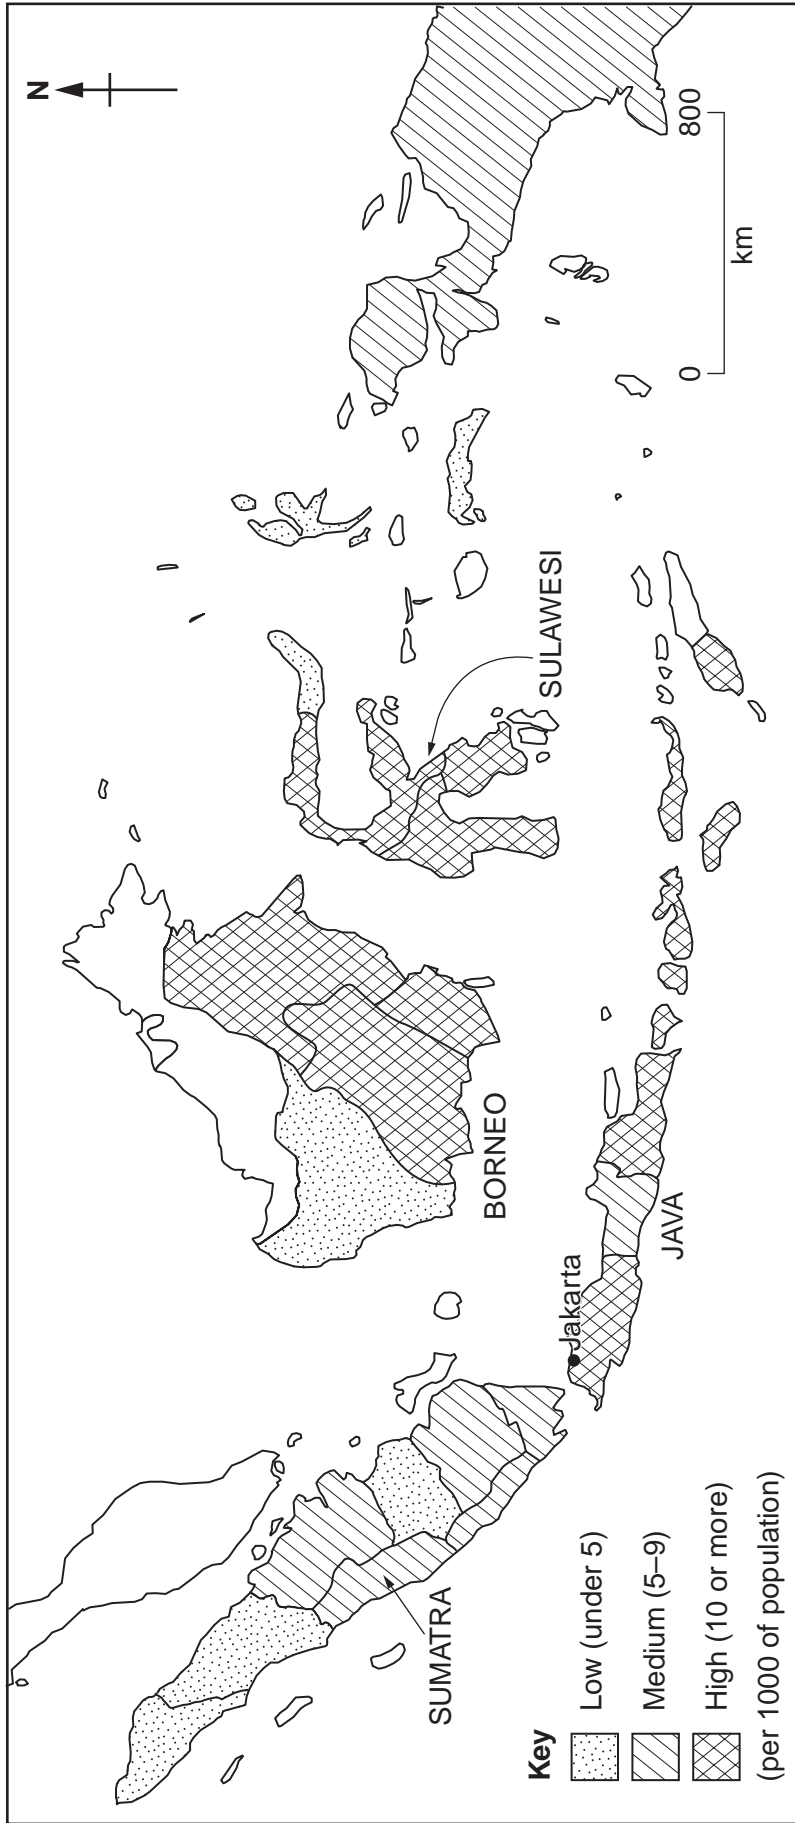 N
SUMATRA
BORNEO
SULAWESI
Jakarta
JAVA
0
800
km
Key
Low (under 5)
Medium (5–9)
High (10 or more)
(per 1000 of population)